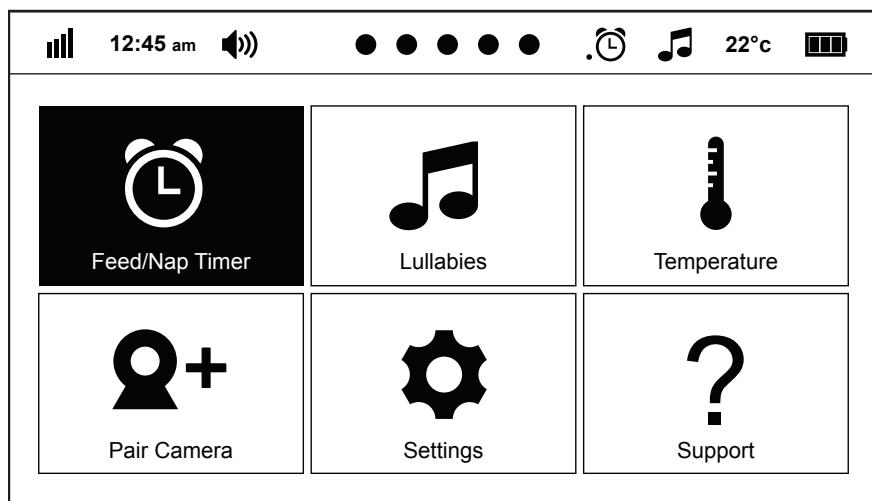 12:45 am 22°c
Feed/Nap Timer Lullabies Temperature
Pair Camera Settings Support